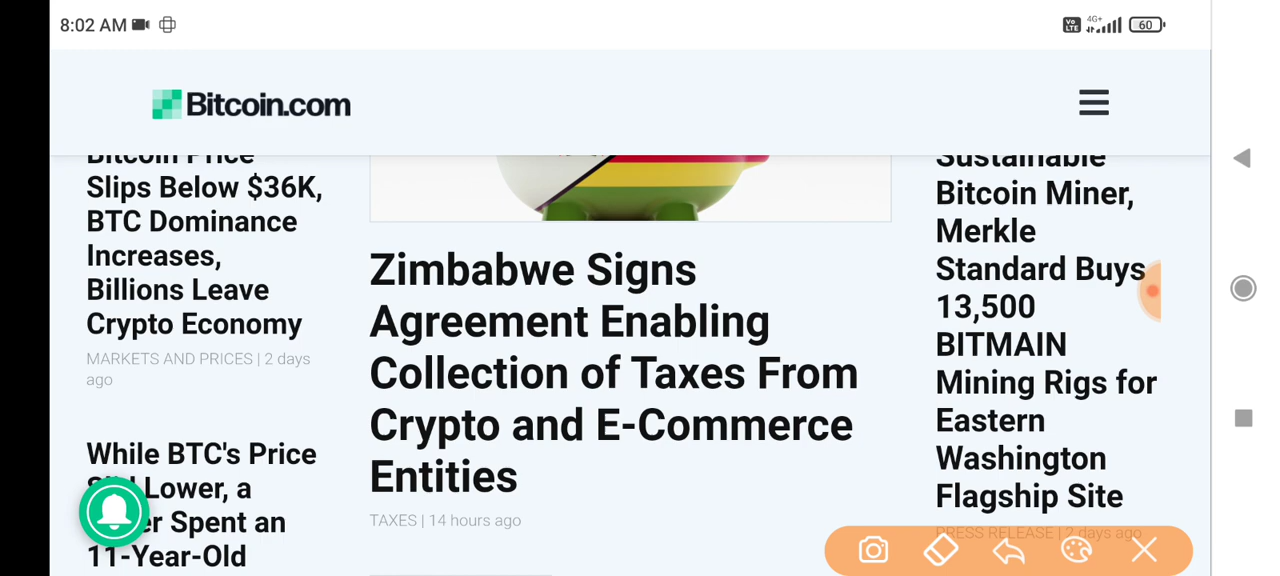 8:02 AM
Vo LTE 4G+ 60
Bitcoin.com
Bitcoin Price
Slips Below $36K,
BTC Dominance
Increases,
Billions Leave
Crypto Economy
MARKETS AND PRICES | 2 days
ago
While BTC's Price
Lower, a
Spent an
11-Year-Old
Zimbabwe Signs
Agreement Enabling
Collection of Taxes From
Crypto and E-Commerce
Entities
TAXES | 14 hours ago
Sustainable
Bitcoin Miner,
Merkle
Standard Buys
13,500
BITMAIN
Mining Rigs for
Eastern
Washington
Flagship Site
PRESS RELEASE | 2 days ago